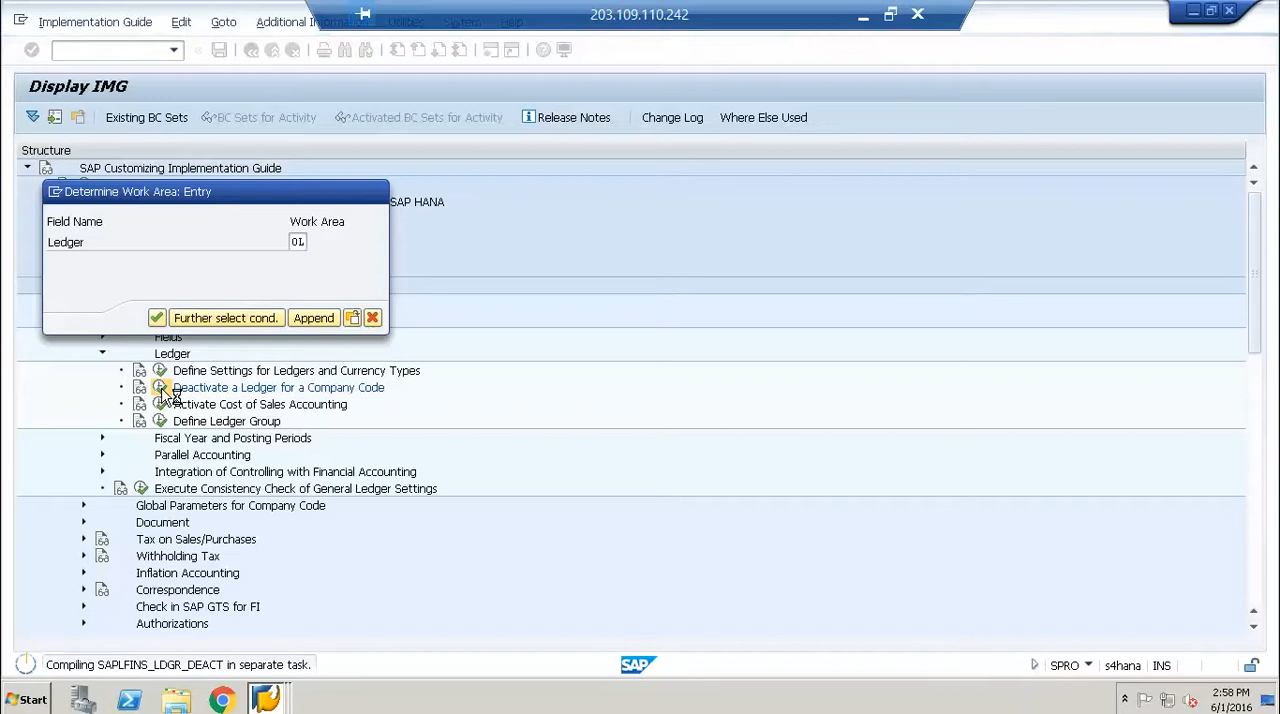 203.109.110.242
Implementation Guide Edit Goto Additional Information Utilities System Help
Display IMG
Existing BC Sets BC Sets for Activity Activated BC Sets for Activity Release Notes Change Log Where Else Used
Structure
SAP Customizing Implementation Guide
SAP HANA
Determine Work Area: Entry
Field Name Work Area
Ledger 0L
Further select cond. Append
Fields
Ledger
Define Settings for Ledgers and Currency Types
Deactivate a Ledger for a Company Code
Activate Cost of Sales Accounting
Define Ledger Group
Fiscal Year and Posting Periods
Parallel Accounting
Integration of Controlling with Financial Accounting
Execute Consistency Check of General Ledger Settings
Global Parameters for Company Code
Document
Tax on Sales/Purchases
Withholding Tax
Inflation Accounting
Correspondence
Check in SAP GTS for FI
Authorizations
Compiling SAPLFINS_LDGR_DEACT in separate task.
SAP
SPRO s4hana INS
Start
2:58 PM
6/1/2016